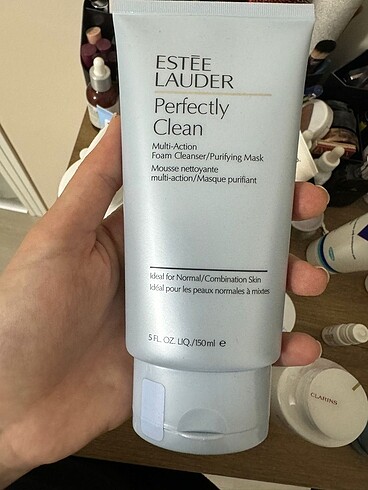 ESTĒE
LAUDER
Perfectly
Clean
Multi-Action
Foam Cleanser/Purifying Mask
Mousse nettoyante
multi-action/Masque purifiant
Ideal for Normal/Combination Skin
Idéal pour les peaux normales à mixtes
5 FL. OZ. LIQ./150 ml ℮
CLARINS